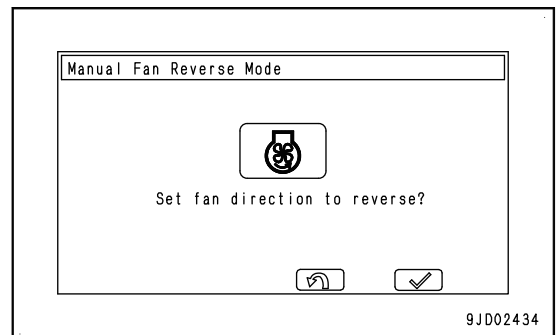 Manual Fan Reverse Mode
Set fan direction to reverse?
9JD02434